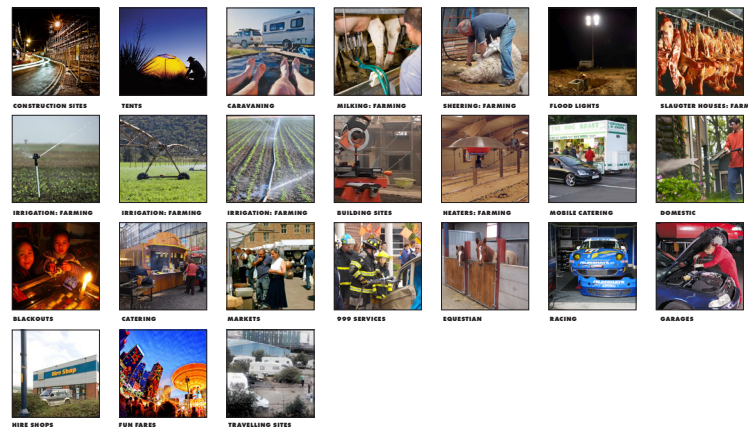 CONSTRUCTION SITES
TENTS
CARAVANING
MILKING: FARMING
SHEERING: FARMING
FLOOD LIGHTS
SLAUGTER HOUSES: FARM
IRRIGATION: FARMING
IRRIGATION: FARMING
IRRIGATION: FARMING
BUILDING SITES
HEATERS: FARMING
MOBILE CATERING
DOMESTIC
BLACKOUTS
CATERING
MARKETS
999 SERVICES
EQUESTIAN
RACING
GARAGES
Hire Shop
HIRE SHOPS
FUN FARES
TRAVELLING SITES